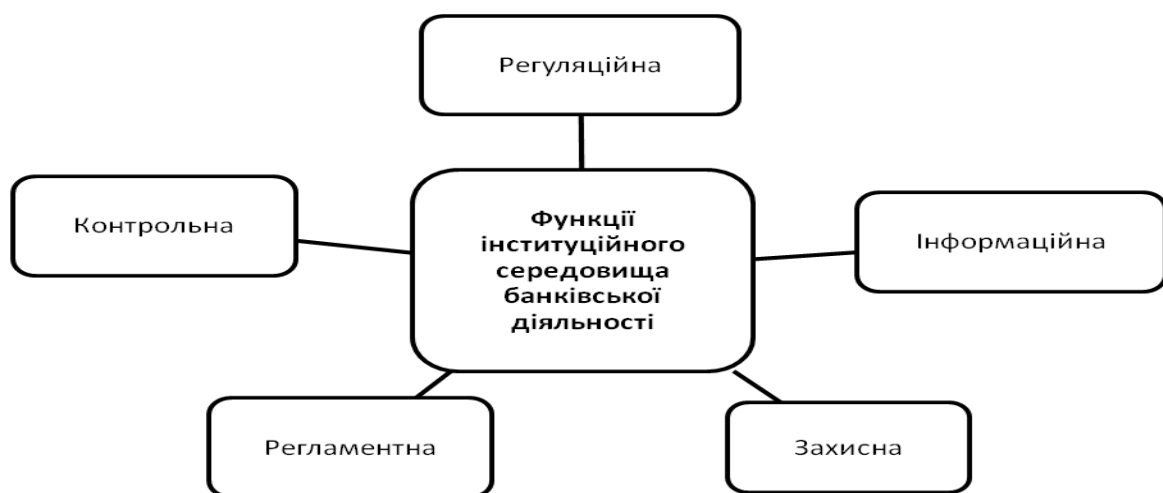 Регуляційна
Контрольна
Функції
інституційного
середовища
банківської
діяльності
Інформаційна
Регламентна
Захисна